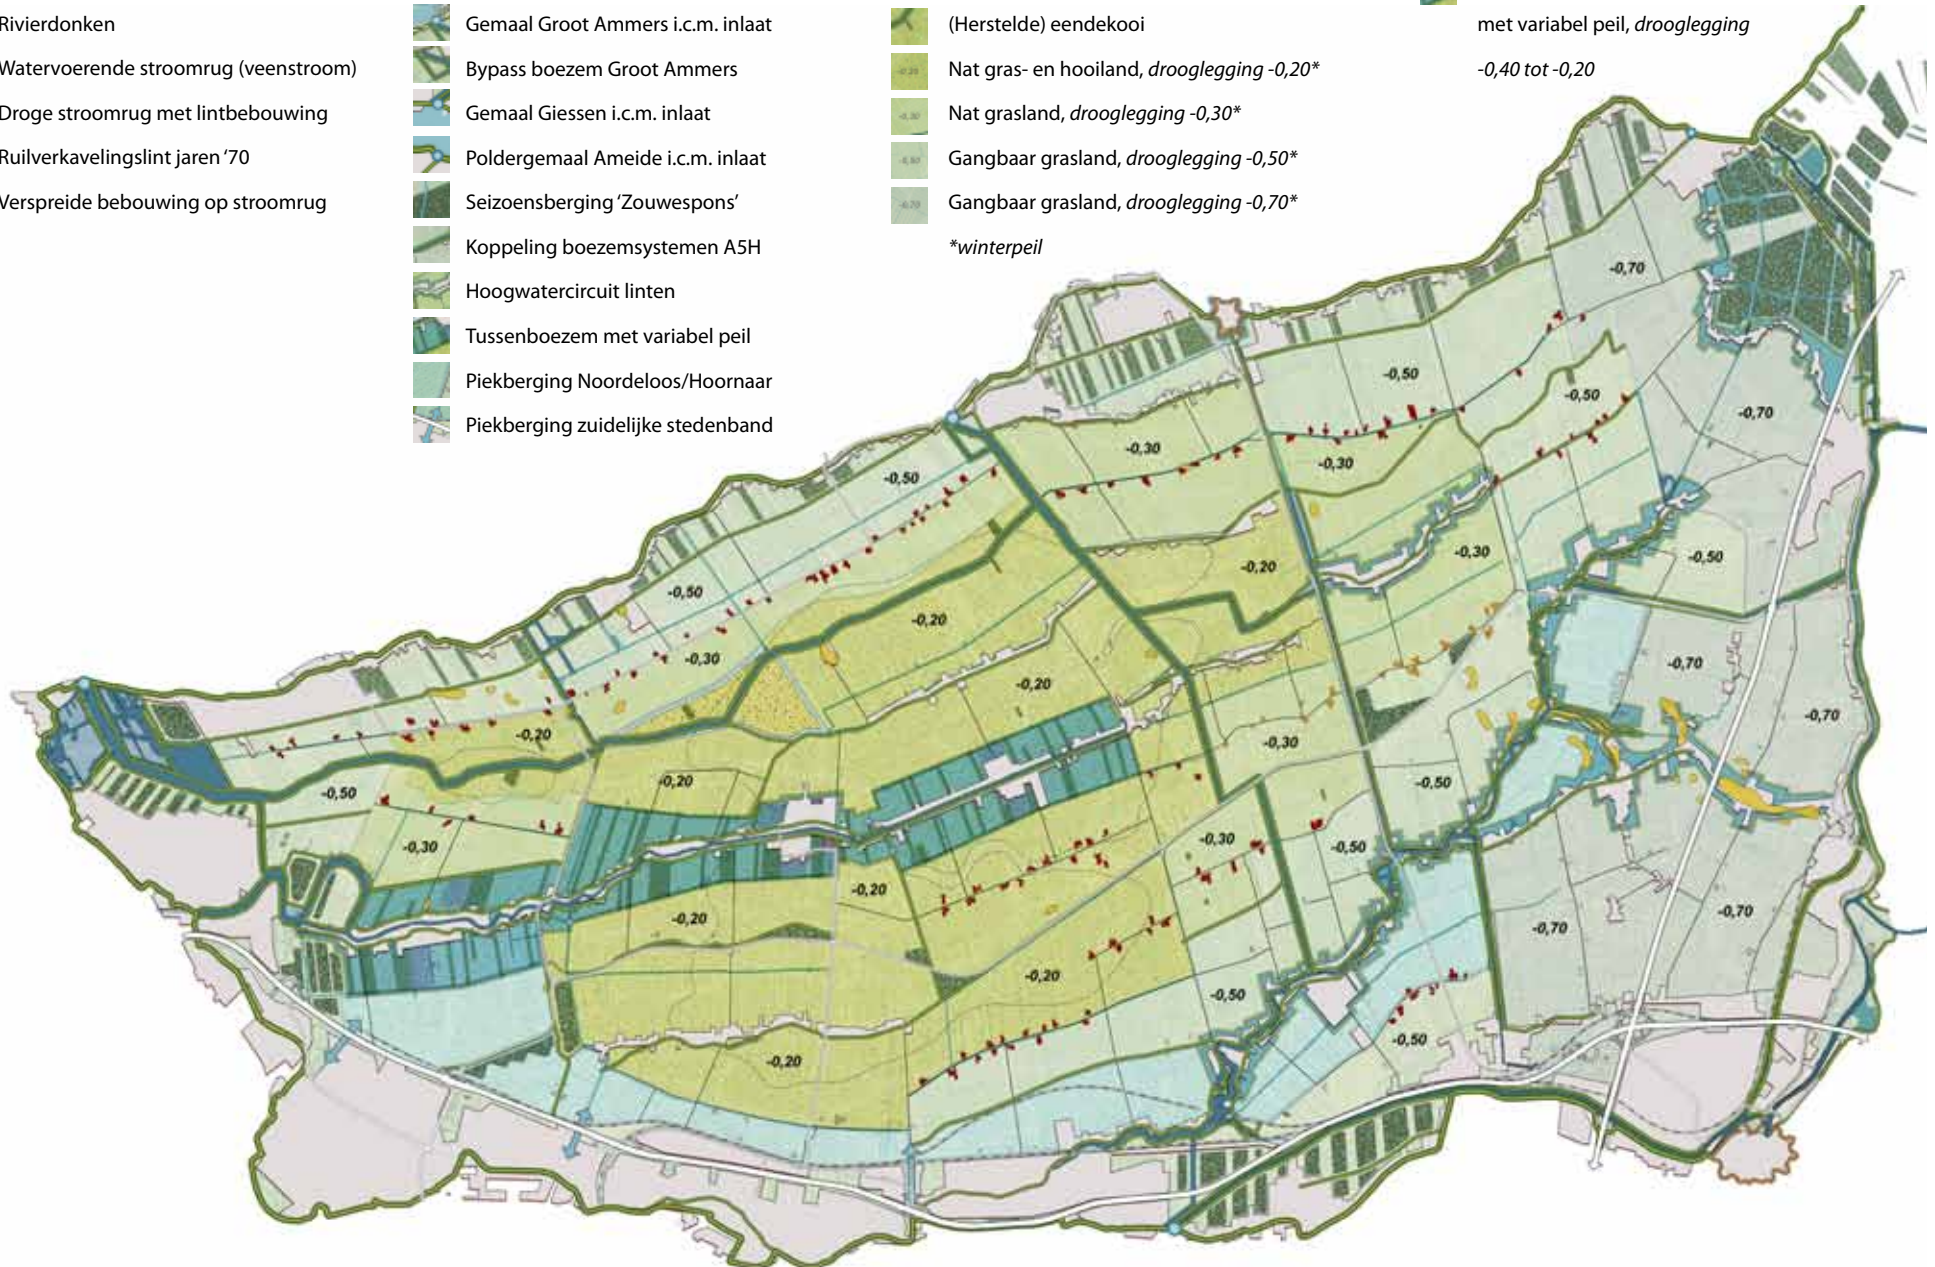 Rivierdonken
Watervoerende stroomrug (veenstroom)
Droge stroomrug met lintbebouwing
Ruilverkavelingslint jaren ‘70
Verspreide bebouwing op stroomrug
Gemaal Groot Ammers i.c.m. inlaat
Bypass boezem Groot Ammers
Gemaal Giessen i.c.m. inlaat
Poldergemaal Ameide i.c.m. inlaat
Seizoensberging ‘Zouwespons’
Koppeling boezemsystemen A5H
Hoogwatercircuit linten
Tussenboezem met variabel peil
Piekberging Noordeloos/Hoornaar
Piekberging zuidelijke stedenband
(Herstelde) eendekooi
-0,20
Nat gras- en hooiland, drooglegging -0,20*
-0,30
Nat grasland, drooglegging -0,30*
-0,50
Gangbaar grasland, drooglegging -0,50*
-0,70
Gangbaar grasland, drooglegging -0,70*
*winterpeil
met variabel peil, drooglegging
-0,40 tot -0,20
-0,70
-0,50
-0,50
-0,70
-0,30
-0,30
-0,50
-0,30
-0,50
-0,20
-0,50
-0,20
-0,30
-0,70
-0,20
-0,70
-0,20
-0,30
-0,20
-0,50
-0,50
-0,30
-0,30
-0,50
-0,20
-0,20
-0,70
-0,70
-0,20
-0,50
-0,50
-0,20